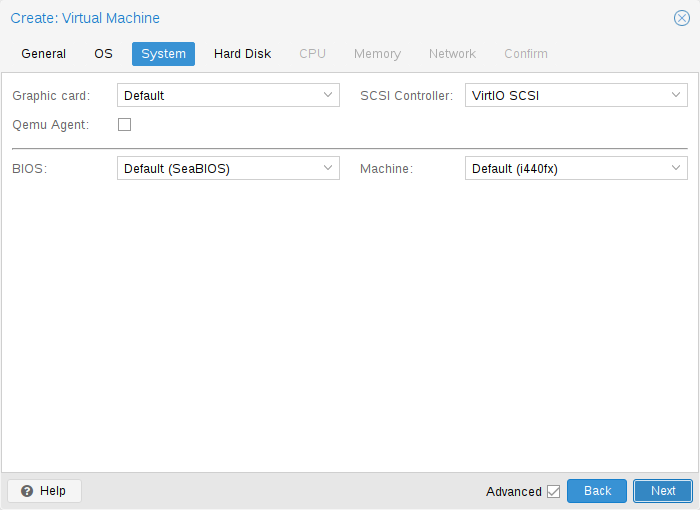 Create: Virtual Machine
General OS System Hard Disk CPU Memory Network Confirm
Graphic card: Default SCSI Controller: VirtIO SCSI
Qemu Agent:
BIOS: Default (SeaBIOS) Machine: Default (i440fx)
Help Advanced Back Next